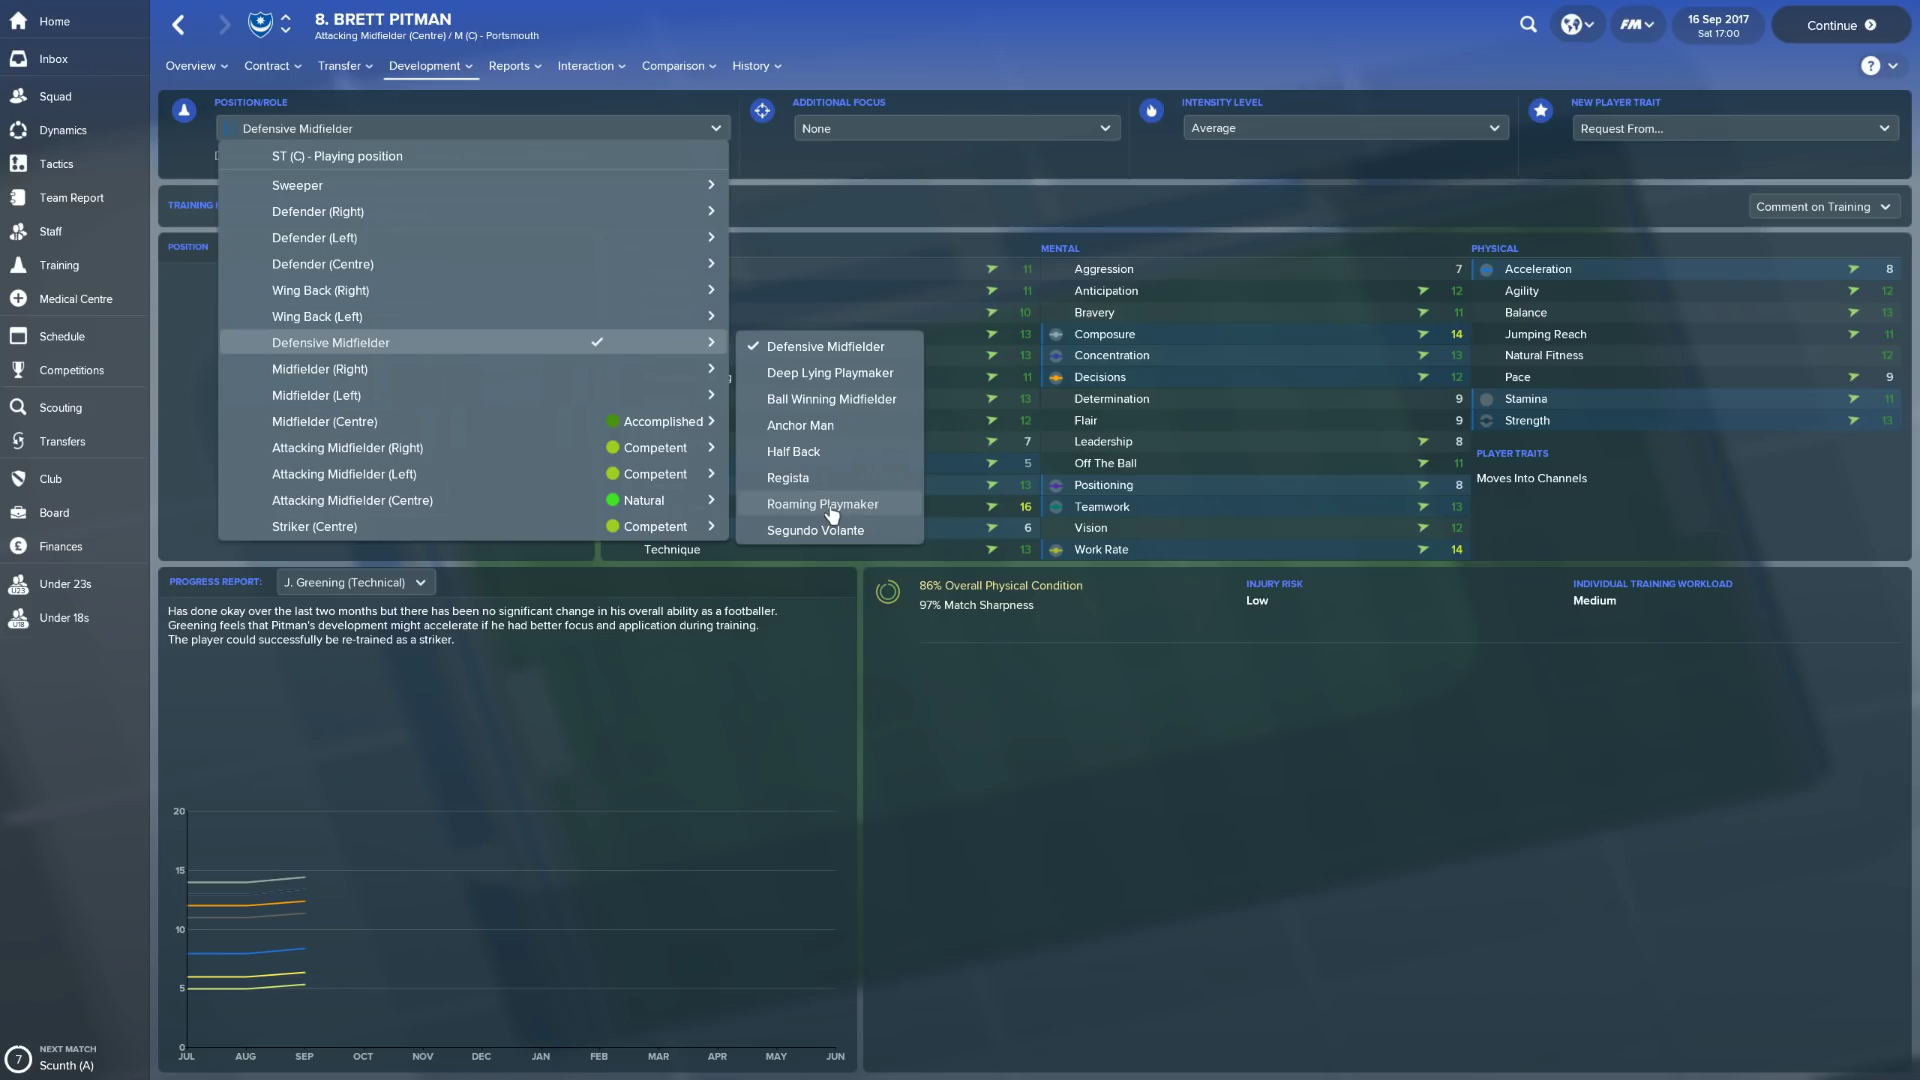 Home
Inbox
Squad
Dynamics
Tactics
Team Report
Staff
Training
Medical Centre
Schedule
Competitions
Scouting
Transfers
Club
Board
Finances
Under 23s
Under 18s
7
NEXT MATCH
Scunth (A)
8. BRETT PITMAN
Attacking Midfielder (Centre) / M (C) - Portsmouth
FM
16 Sep 2017
Sat 17:00
Continue
Overview
Contract
Transfer
Development
Reports
Interaction
Comparison
History
?
POSITION/ROLE
Defensive Midfielder
ADDITIONAL FOCUS
None
INTENSITY LEVEL
Average
NEW PLAYER TRAIT
Request From...
TRAINING
Comment on Training
POSITION
ST (C) - Playing position
Sweeper
Defender (Right)
Defender (Left)
Defender (Centre)
Wing Back (Right)
Wing Back (Left)
Defensive Midfielder
Midfielder (Right)
Midfielder (Left)
Midfielder (Centre) Accomplished
Attacking Midfielder (Right) Competent
Attacking Midfielder (Left) Competent
Attacking Midfielder (Centre) Natural
Striker (Centre) Competent
Defensive Midfielder
Deep Lying Playmaker
Ball Winning Midfielder
Anchor Man
Half Back
Regista
Roaming Playmaker
Segundo Volante
11
11
10
13
13
11
13
12
7
5
13
16
6
Technique 13
MENTAL
Aggression 7
Anticipation 12
Bravery 11
Composure 14
Concentration 13
Decisions 12
Determination 9
Flair 9
Leadership 8
Off The Ball 11
Positioning 8
Teamwork 13
Vision 12
Work Rate 14
PHYSICAL
Acceleration 8
Agility 12
Balance 13
Jumping Reach 11
Natural Fitness 12
Pace 9
Stamina 11
Strength 13
PLAYER TRAITS
Moves Into Channels
PROGRESS REPORT: J. Greening (Technical)
Has done okay over the last two months but there has been no significant change in his overall ability as a footballer.
Greening feels that Pitman's development might accelerate if he had better focus and application during training.
The player could successfully be re-trained as a striker.
20
15
10
5
0
JUL AUG SEP OCT NOV DEC JAN FEB MAR APR MAY JUN
86% Overall Physical Condition
97% Match Sharpness
INJURY RISK
Low
INDIVIDUAL TRAINING WORKLOAD
Medium